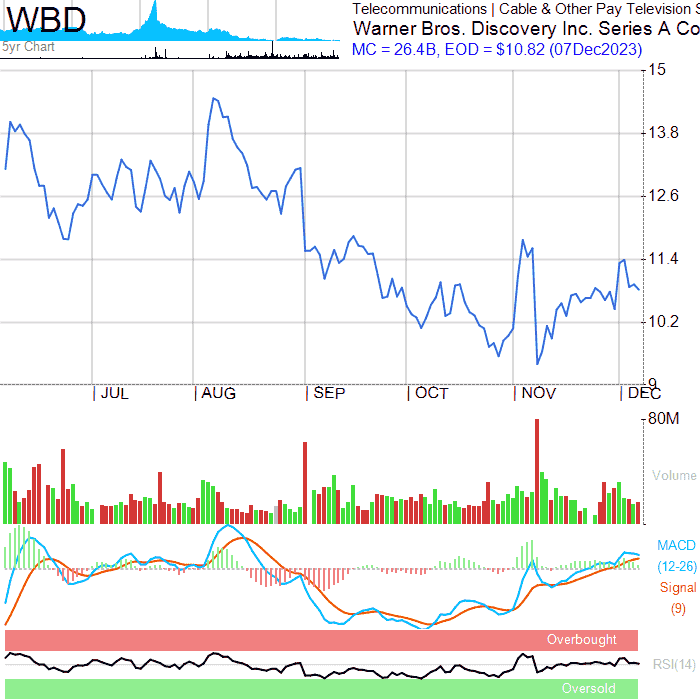 WBD
Telecommunications | Cable & Other Pay Television S
Warner Bros. Discovery Inc. Series A Co
MC = 26.4B, EOD = $10.82 (07Dec2023)
5yr Chart
15
13.8
12.6
11.4
10.2
9
JUL AUG SEP OCT NOV DEC
80M
Volume
MACD
(12-26)
Signal
(9)
Overbought
RSI(14)
Oversold